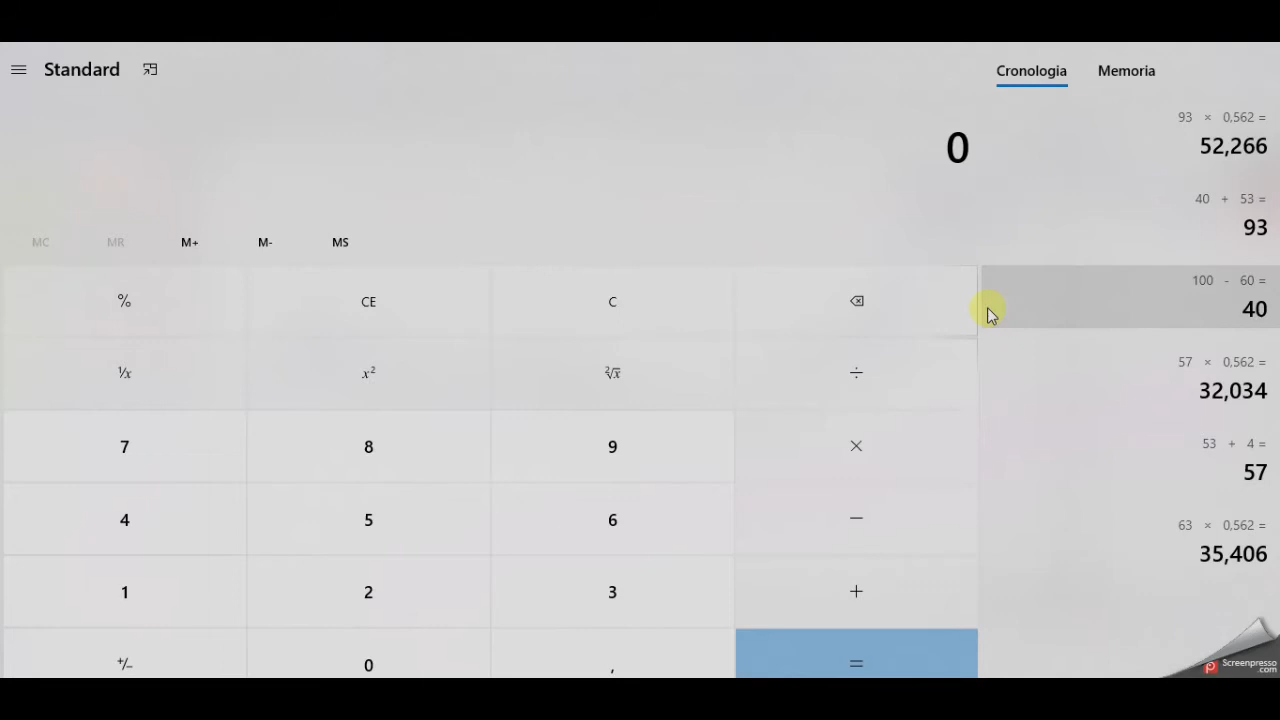 Standard
Cronologia Memoria
93 × 0,562 =
52,266
0
40 + 53 =
93
MC MR M+ M- MS
100 - 60 =
40
% CE C
57 × 0,562 =
32,034
¹/x x² ²√x ÷
7 8 9 ×
53 + 4 =
57
4 5 6 −
63 × 0,562 =
35,406
1 2 3 +
+/− 0 , =
Screenpresso
.com